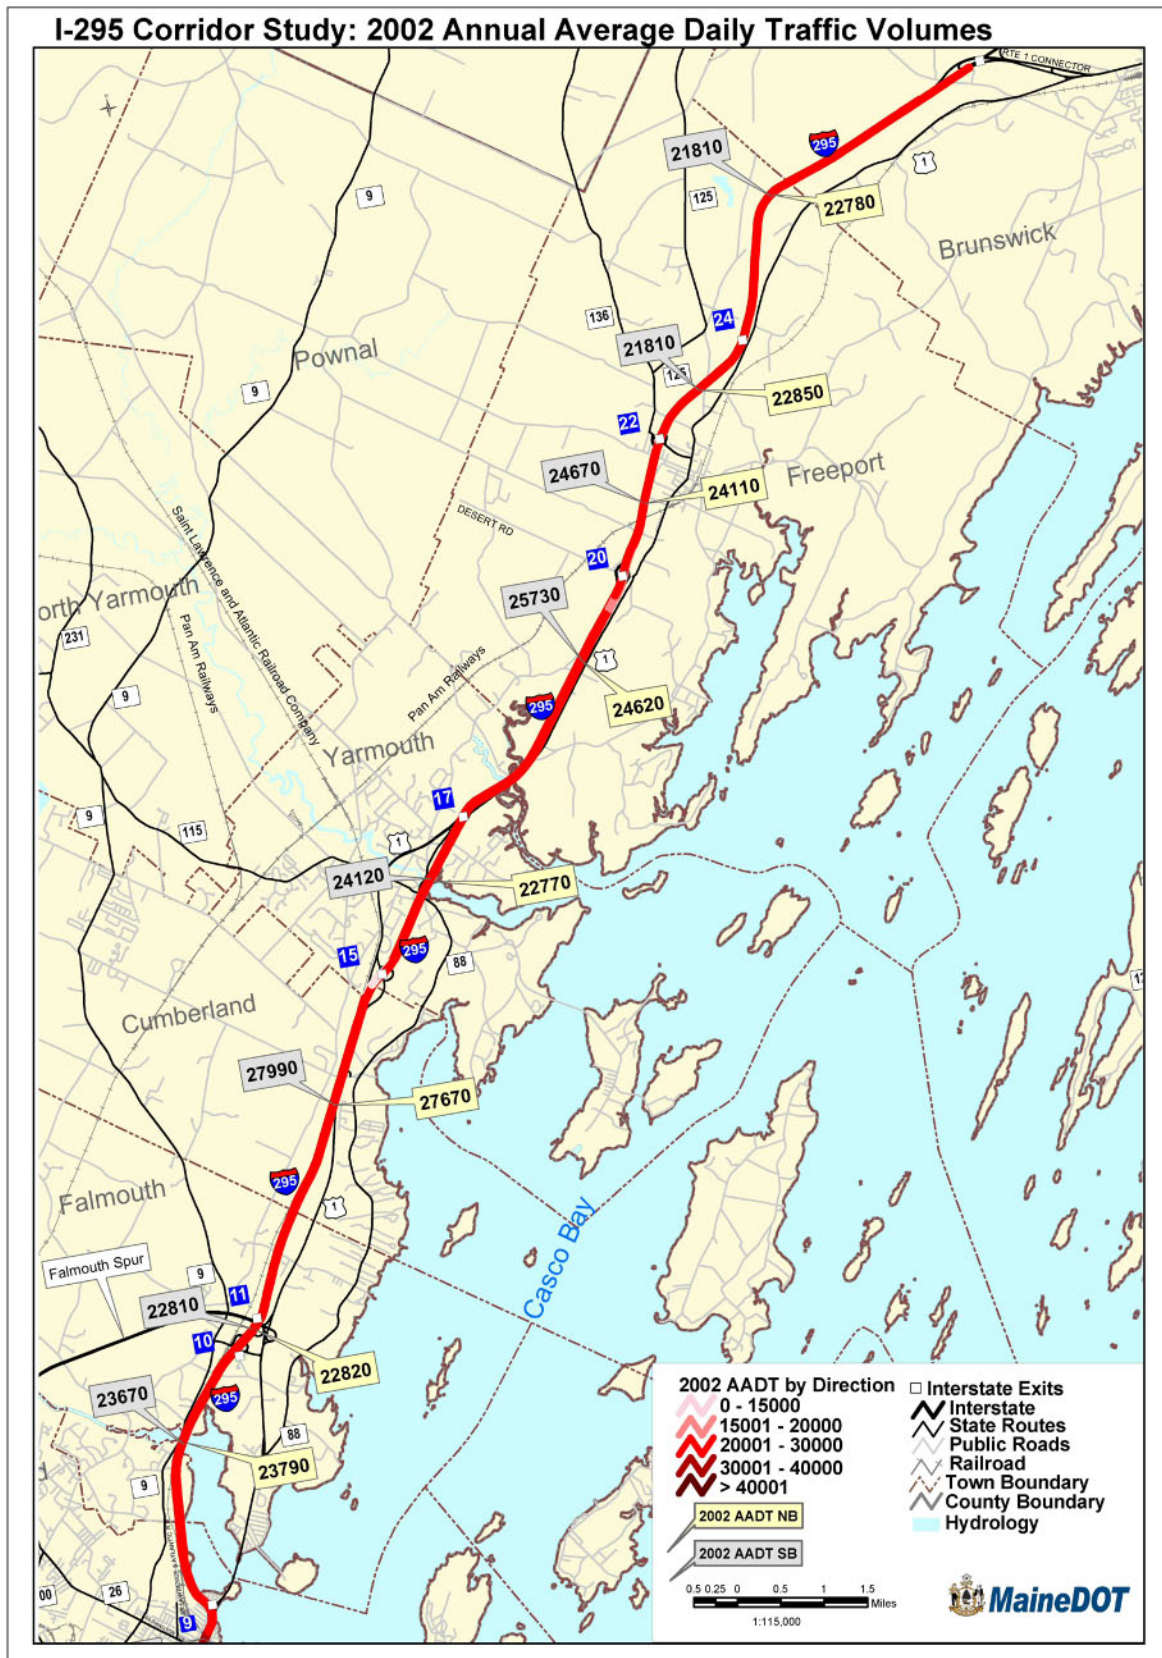 I-295 Corridor Study: 2002 Annual Average Daily Traffic Volumes
RTE 1 CONNECTOR
295
21810
1
9
125
22780
Brunswick
136
24
Pownal
21810
125
9
22850
22
24670
Freeport
24110
DESERT RD
20
Saint Lawrence and Atlantic Railroad Company
25730
orth Yarmouth
Pan Am Railways
231
1
Pan Am Railways
9
295
24620
Yarmouth
17
9
115
1
24120
22770
15
295
88
Cumberland
27990
27670
295
Falmouth
1
Casco Bay
Falmouth Spur
9
11
22810
10
22820
23670
295
88
23790
9
00
26
9
2002 AADT by Direction
0 - 15000
15001 - 20000
20001 - 30000
30001 - 40000
> 40001
2002 AADT NB
2002 AADT SB
Interstate Exits
Interstate
State Routes
Public Roads
Railroad
Town Boundary
County Boundary
Hydrology
0.5 0.25 0 0.5 1 1.5
Miles
1:115,000
MaineDOT